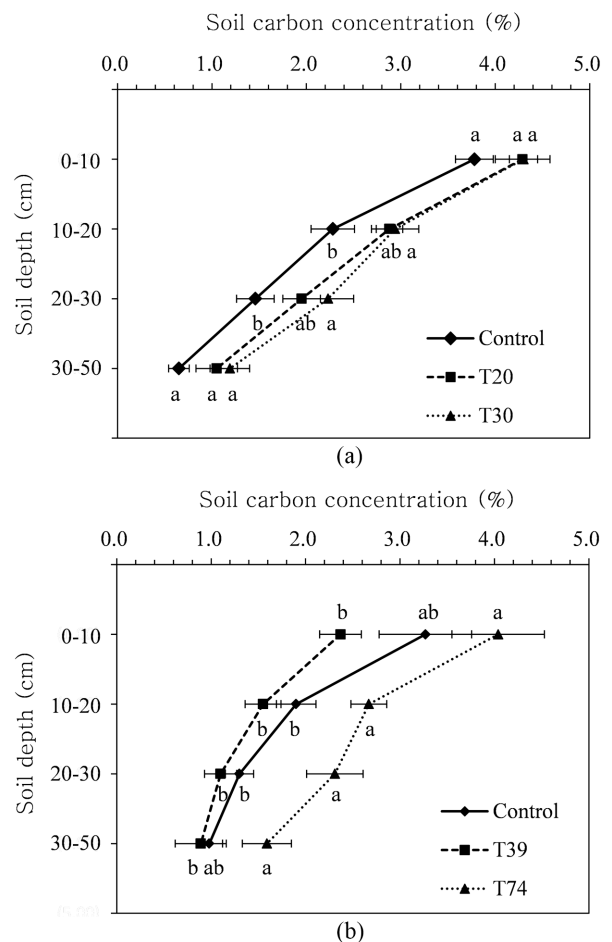 Soil carbon concentration (%)
0.0 1.0 2.0 3.0 4.0 5.0
Soil depth (cm)
0-10
a a a
10-20
b ab a
20-30
b ab a
30-50
a a a
Control
T20
T30
(a)
Soil carbon concentration (%)
0.0 1.0 2.0 3.0 4.0 5.0
Soil depth (cm)
0-10
b ab a
10-20
b b a
20-30
b b a
30-50
b ab a
Control
T39
T74
(b)